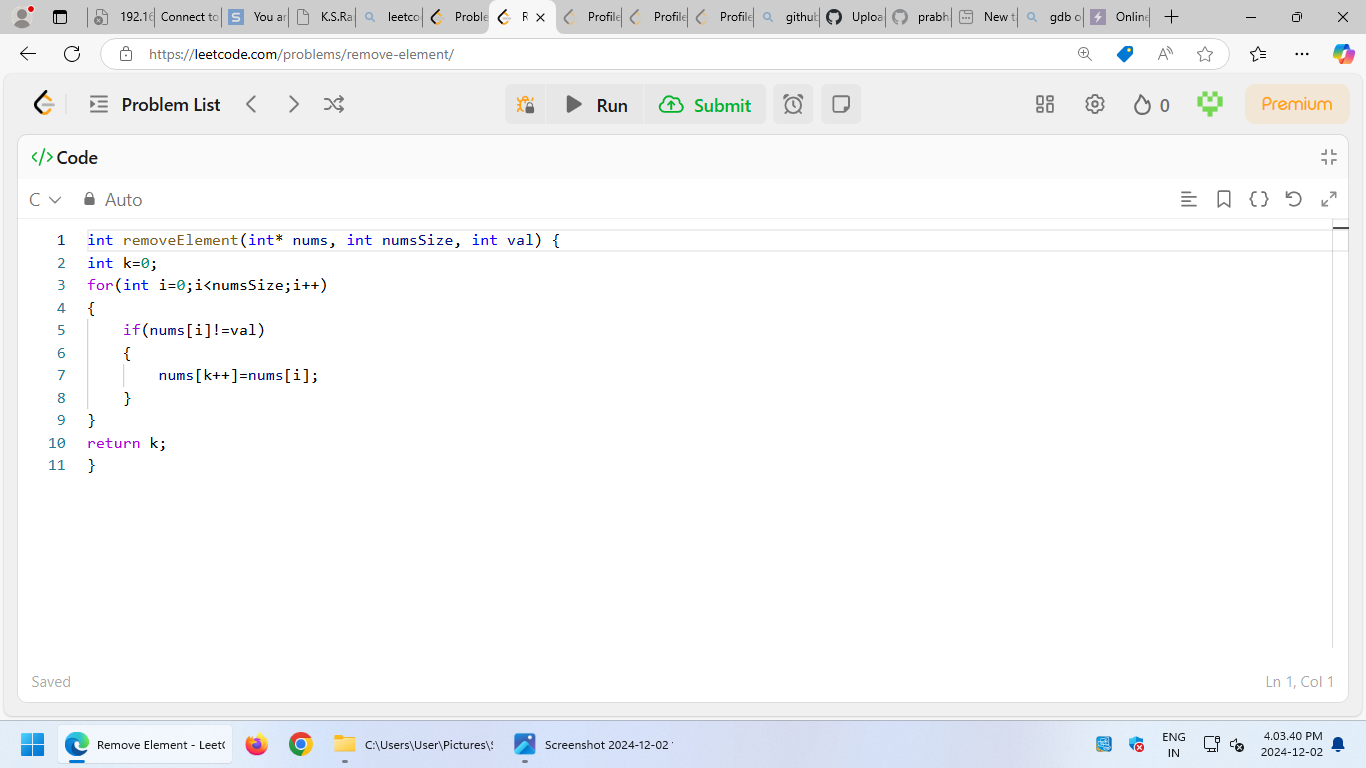 192.16
Connect to
You ar
K.S.Ra
leetco
Proble
R
Profile
Profile
Profile
github
Uploa
prabh
New t
gdb o
Online
https://leetcode.com/problems/remove-element/
Problem List
Run
Submit
0
Premium
</> Code
C
Auto
1 int removeElement(int* nums, int numsSize, int val) {
2 int k=0;
3 for(int i=0;i<numsSize;i++)
4 {
5 if(nums[i]!=val)
6 {
7 nums[k++]=nums[i];
8 }
9 }
10 return k;
11 }
Saved
Ln 1, Col 1
Remove Element - Leet
C:\Users\User\Pictures\
Screenshot 2024-12-02
ENG
IN
4.03.40 PM
2024-12-02